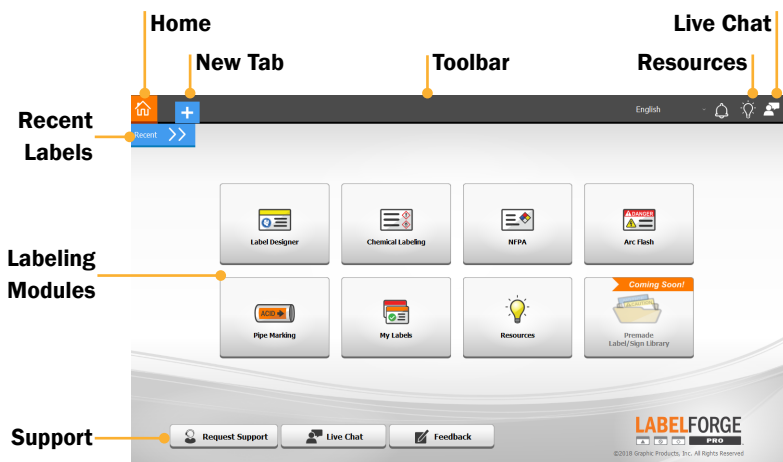 Home
Live Chat
New Tab
Toolbar
Resources
English
Recent
Recent
Labels
Label Designer
Chemical Labeling
NFPA
DANGER
Arc Flash
Labeling
Modules
Coming Soon!
ACID
Pipe Marking
My Labels
Resources
Premade
Label/Sign Library
Support
Request Support
Live Chat
Feedback
LABELFORGE
PRO
©2018 Graphic Products, Inc. All Rights Reserved